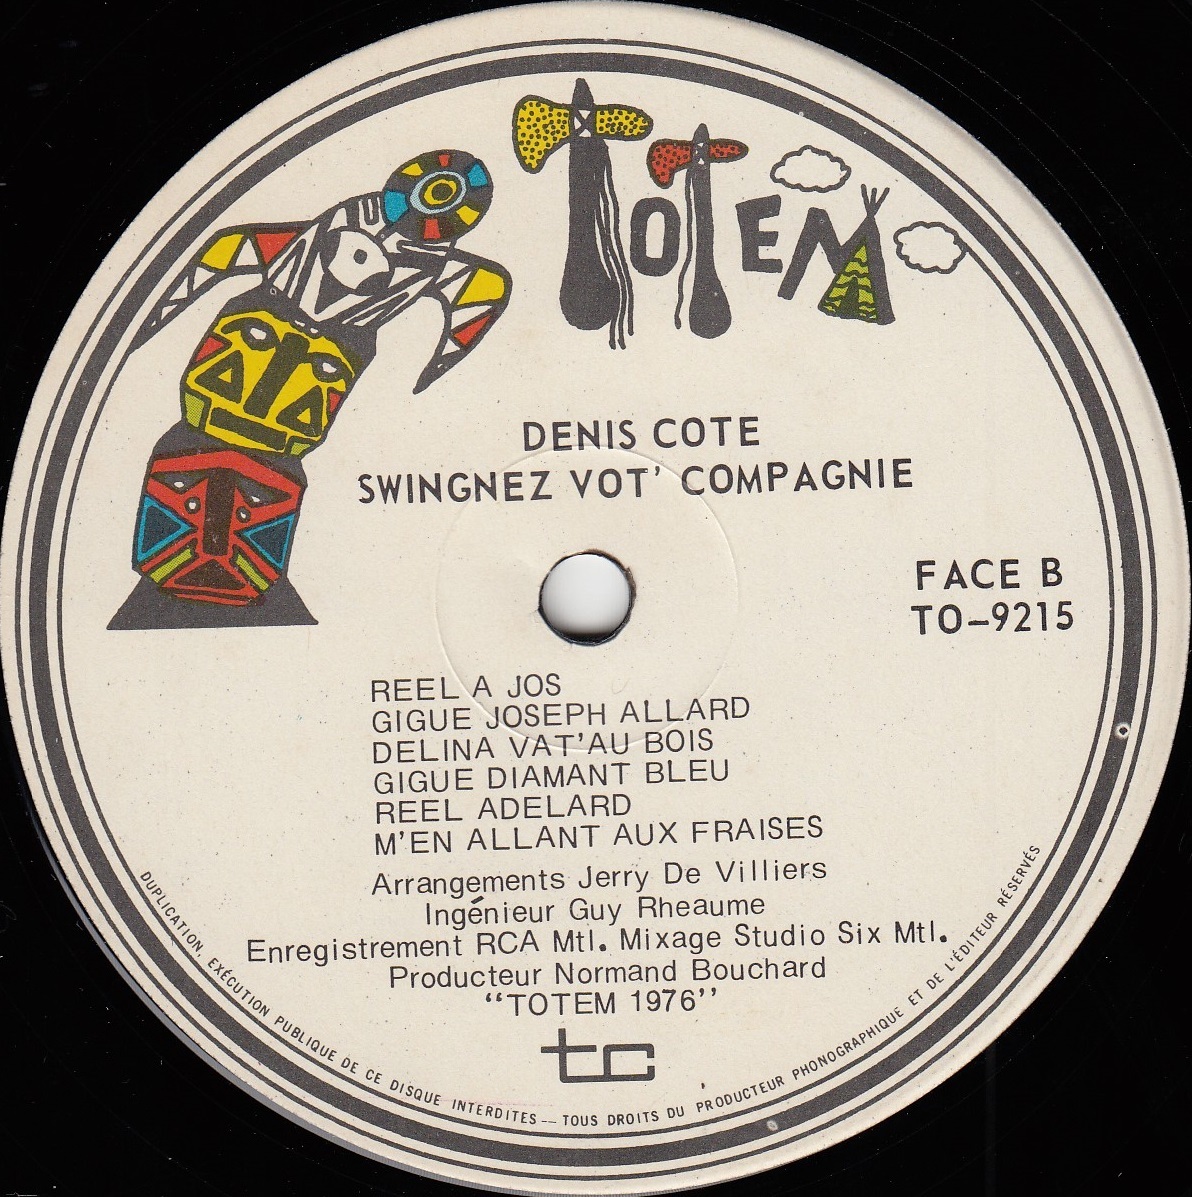 TOTEM
DENIS COTE
SWINGNEZ VOT' COMPAGNIE
FACE B
TO-9215
REEL A JOS
GIGUE JOSEPH ALLARD
DELINA VAT'AU BOIS
GIGUE DIAMANT BLEU
REEL ADELARD
M'EN ALLANT AUX FRAISES
Arrangements Jerry De Villiers
Ingénieur Guy Rheaume
Enregistrement RCA Mtl. Mixage Studio Six Mtl.
Producteur Normand Bouchard
“TOTEM 1976”
tc
DUPLICATION, EXÉCUTION PUBLIQUE DE CE DISQUE INTERDITES — TOUS DROITS DU PRODUCTEUR PHONOGRAPHIQUE ET DE L'ÉDITEUR RÉSERVÉS